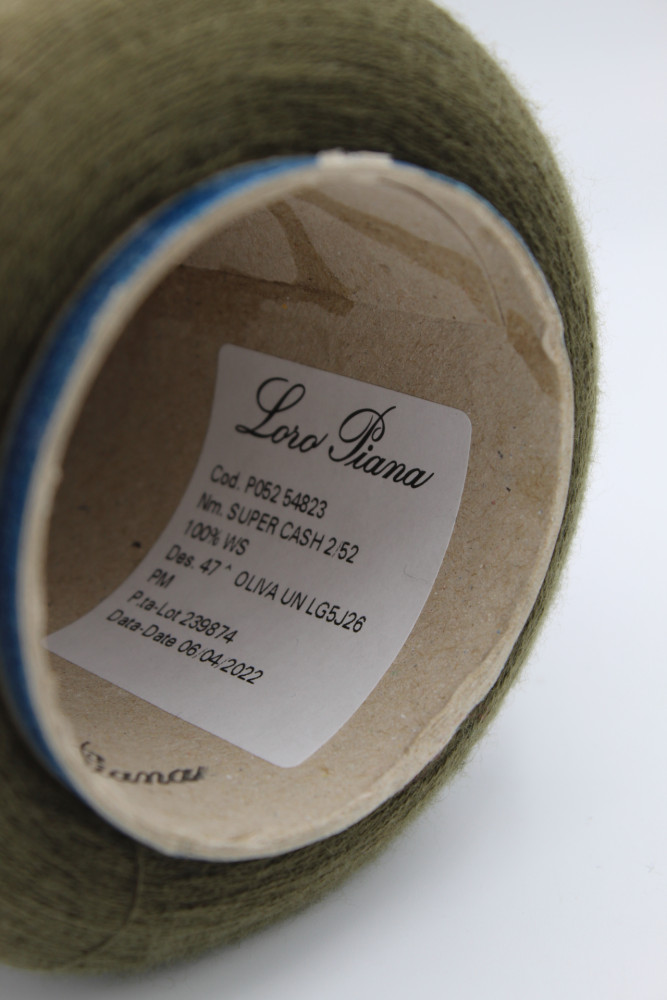 Loro Piana
Cod. P052 54823
Nm. SUPER CASH 2/52
100% WS
Des. 47 ^ OLIVA UN LG5J26
PM
P.ta-Lot 239874
Data-Date 06/04/2022